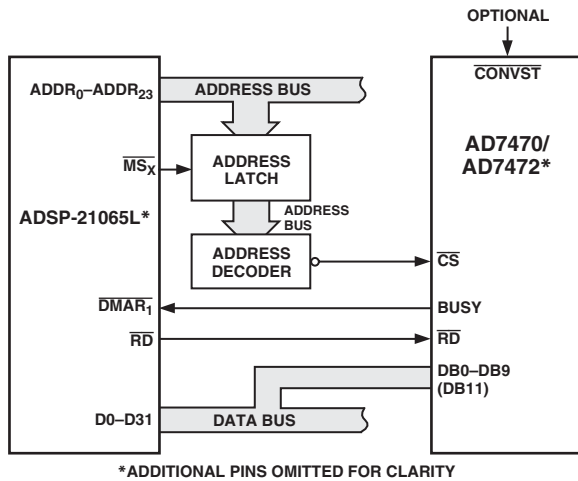 OPTIONAL
ADDR0–ADDR23
ADDRESS BUS
CONVST
AD7470/
AD7472*
MSX
ADDRESS
LATCH
ADSP-21065L*
ADDRESS
BUS
ADDRESS
DECODER
CS
DMAR1
BUSY
RD
RD
DB0–DB9
(DB11)
D0–D31
DATA BUS
*ADDITIONAL PINS OMITTED FOR CLARITY